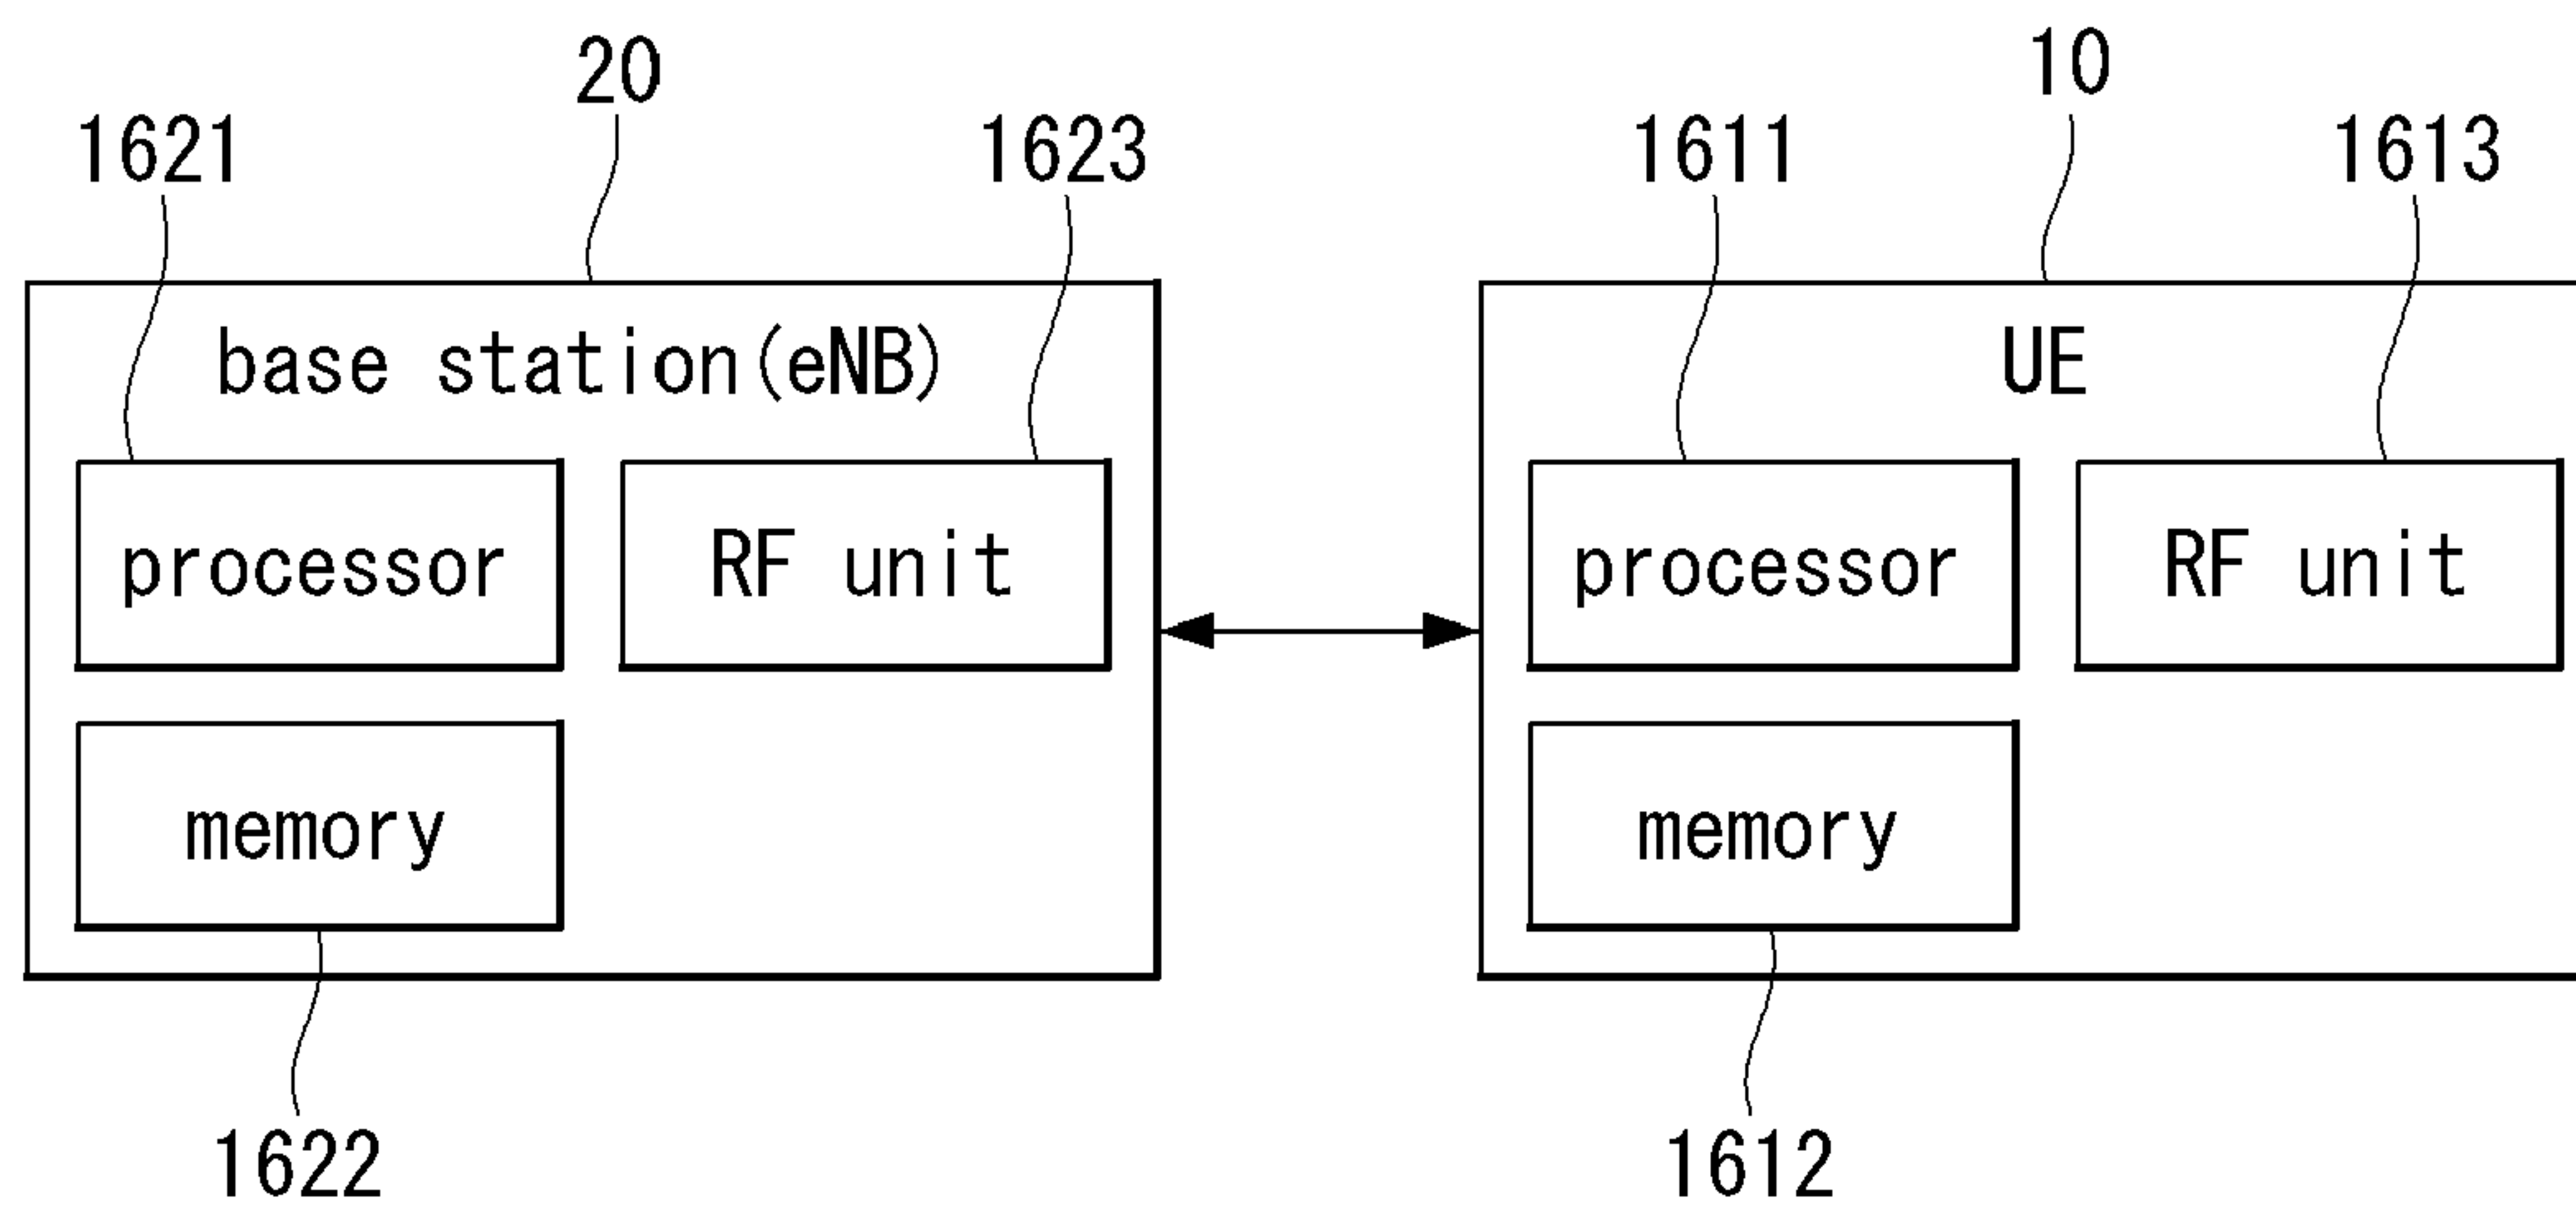 20
10
1621
1623
1611
1613
base station(eNB)
UE
processor
RF unit
processor
RF unit
memory
memory
1622
1612